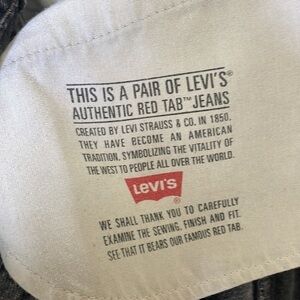 THIS IS A PAIR OF LEVI'S®
AUTHENTIC RED TAB™ JEANS
CREATED BY LEVI STRAUSS & CO. IN 1850,
THEY HAVE BECOME AN AMERICAN
TRADITION, SYMBOLIZING THE VITALITY OF
THE WEST TO PEOPLE ALL OVER THE WORLD.
Levi's
®
WE SHALL THANK YOU TO CAREFULLY
EXAMINE THE SEWING, FINISH AND FIT.
SEE THAT IT BEARS OUR FAMOUS RED TAB.